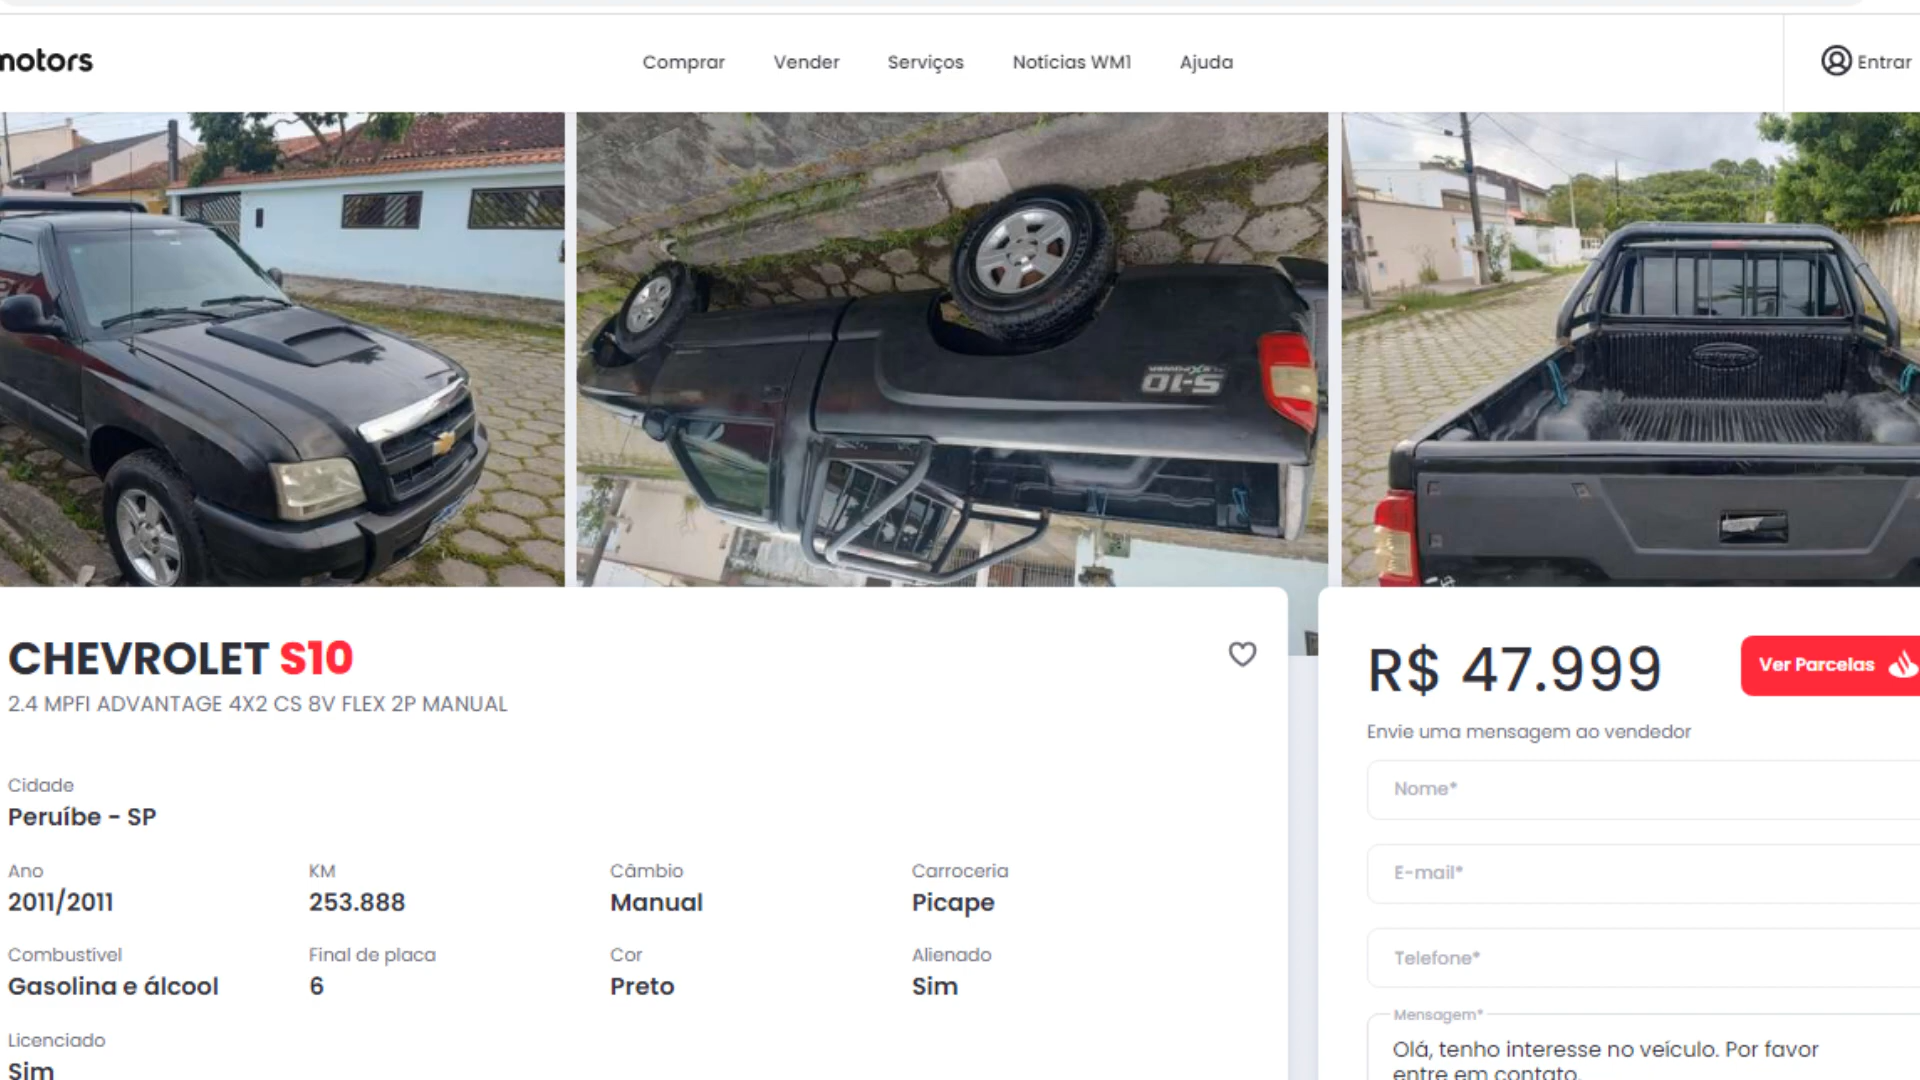 motors
Comprar
Vender
Serviços
Notícias WM1
Ajuda
Entrar
S-10
CHEVROLET S10
2.4 MPFI ADVANTAGE 4X2 CS 8V FLEX 2P MANUAL
Cidade
Peruíbe - SP
Ano
2011/2011
KM
253.888
Câmbio
Manual
Carroceria
Picape
Combustível
Gasolina e álcool
Final de placa
6
Cor
Preto
Alienado
Sim
Licenciado
Sim
R$ 47.999
Ver Parcelas
Envie uma mensagem ao vendedor
Nome*
E-mail*
Telefone*
Mensagem*
Olá, tenho interesse no veículo. Por favor
entre em contato.